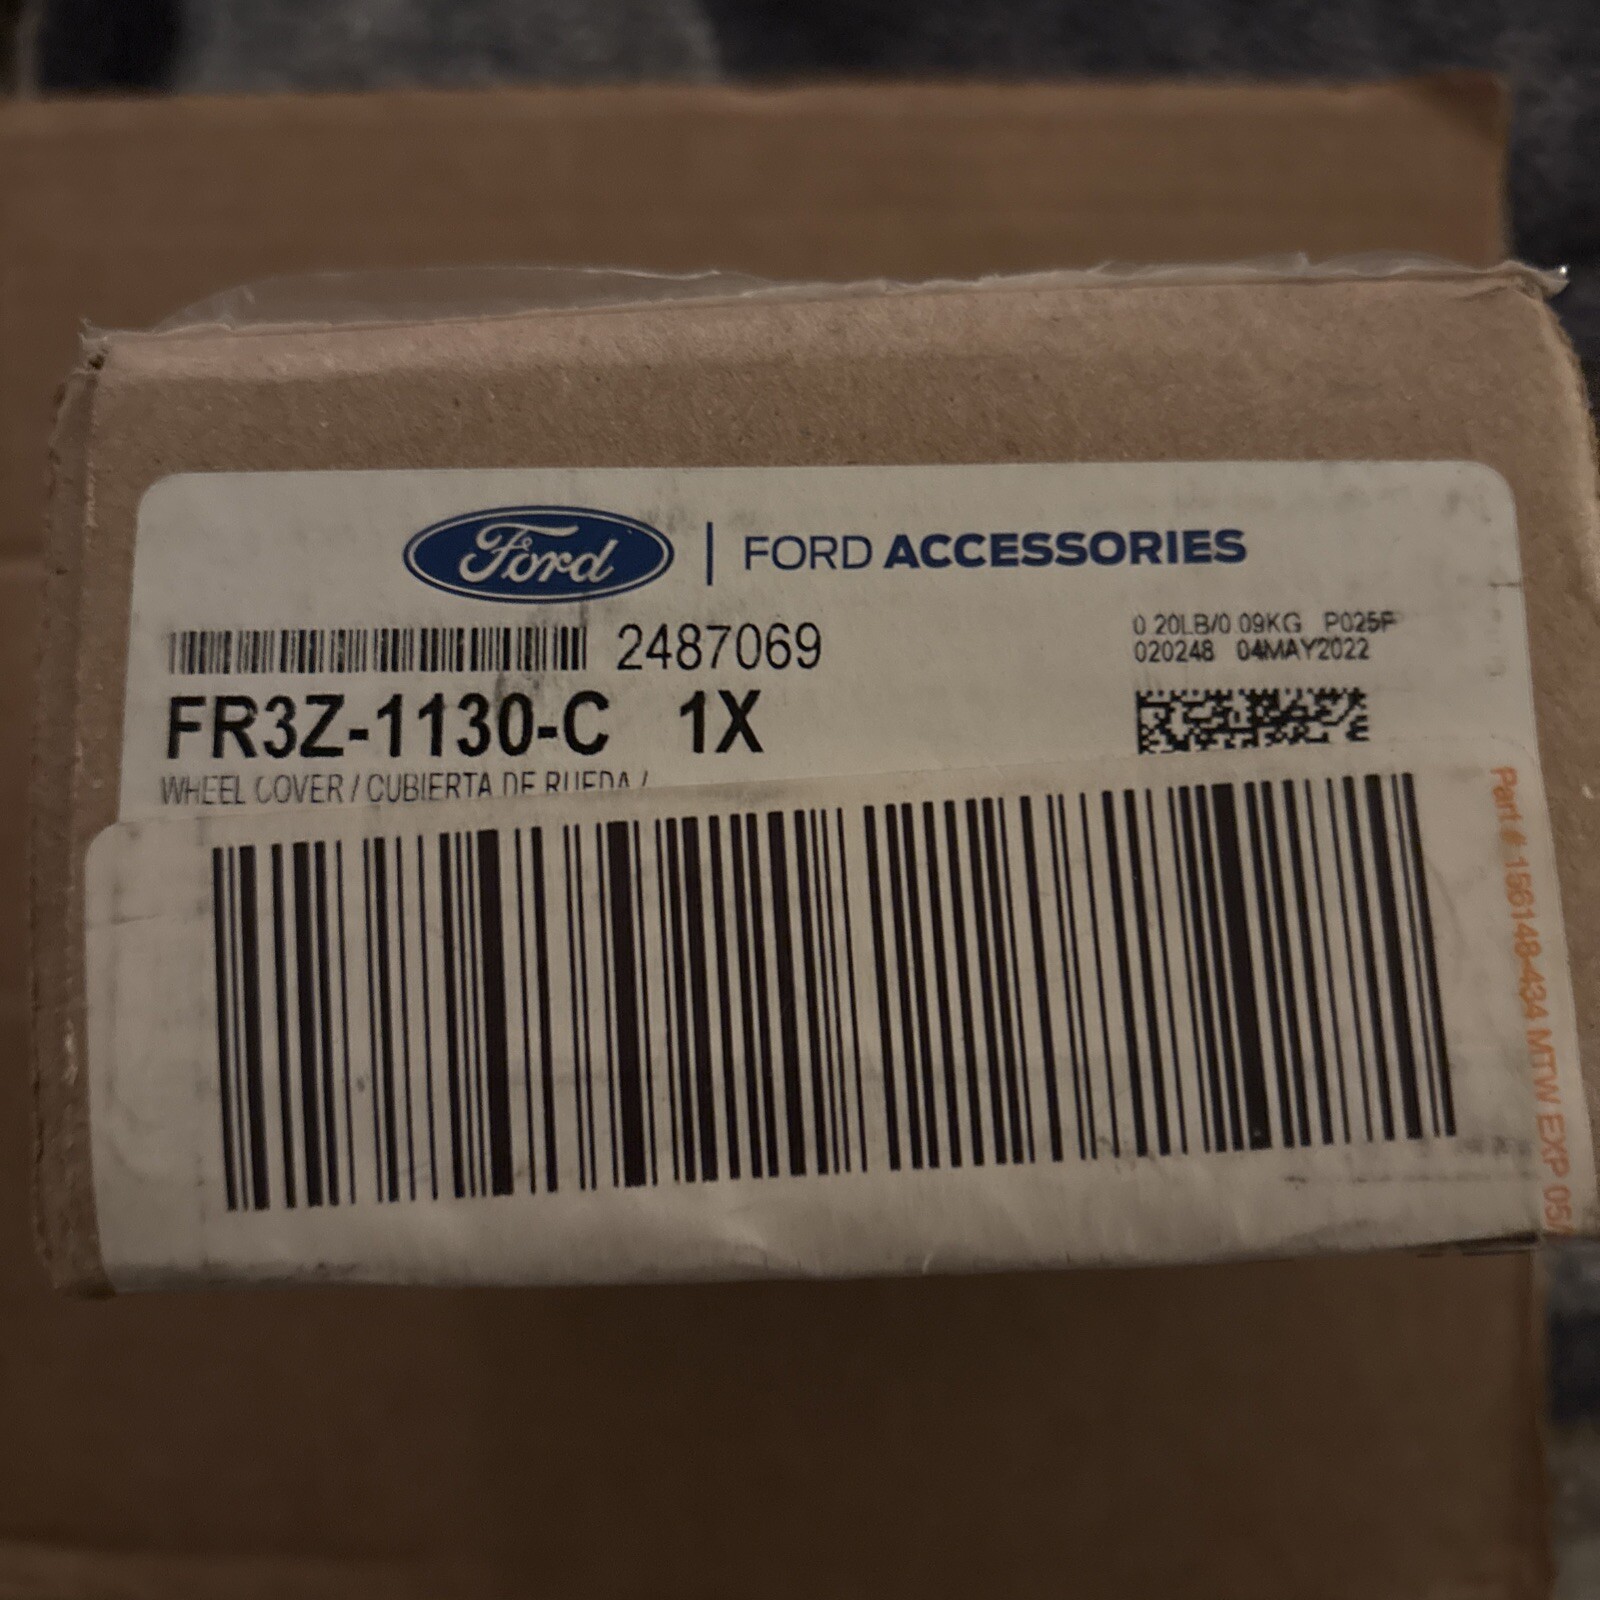 Ford FORD ACCESSORIES
2487069
0.20LB/0.09KG P025F
020248 04MAY2022
FR3Z-1130-C 1X
WHEEL COVER / CUBIERTA DE RUEDA /
Part # 156148-434 MTW EXP 05/